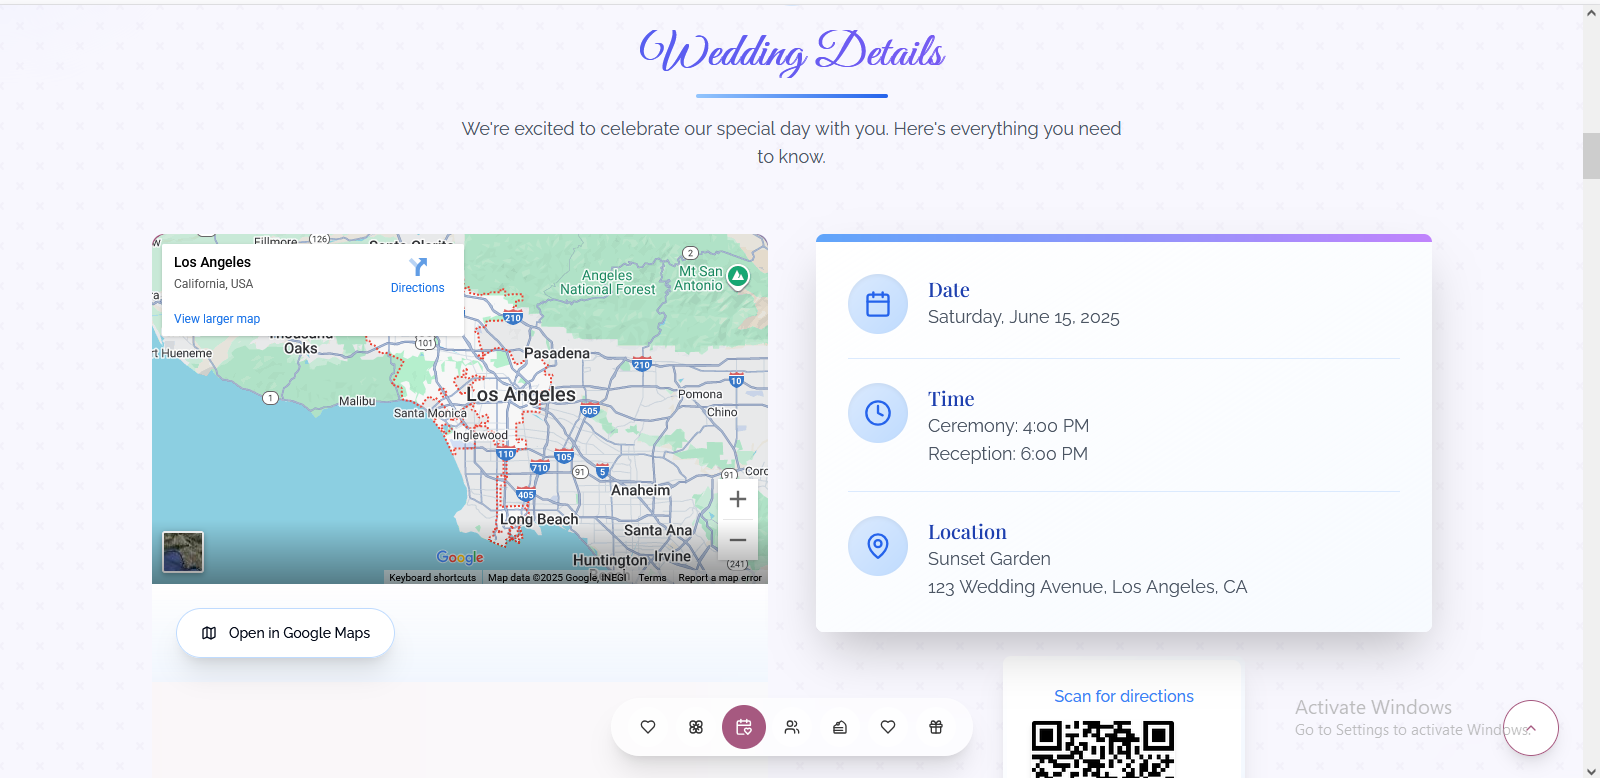 Wedding Details
We're excited to celebrate our special day with you. Here's everything you need
to know.
Los Angeles
California, USA
Directions
View larger map
Fillmore
126
2
Angeles
National Forest
Mt San
Antonio
210
101
Oaks
rt Hueneme
Pasadena
210
10
1
Malibu
Los Angeles
Pomona
Santa Monica
605
Chino
Inglewood
110
105
710
91
5
91
405
Anaheim
Long Beach
Santa Ana
Google
Huntington
Irvine
241
Keyboard shortcuts
Map data ©2025 Google, INEGI
Terms
Report a map error
Open in Google Maps
Date
Saturday, June 15, 2025
Time
Ceremony: 4:00 PM
Reception: 6:00 PM
Location
Sunset Garden
123 Wedding Avenue, Los Angeles, CA
Scan for directions
Activate Windows
Go to Settings to activate Windows.